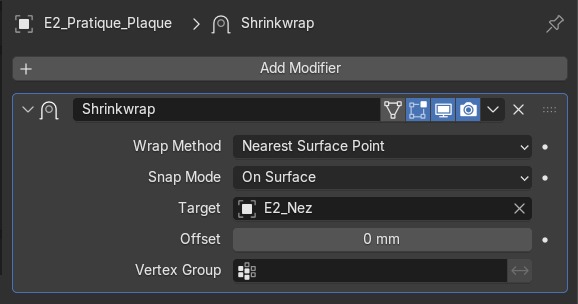 E2_Pratique_Plaque > Shrinkwrap
+ Add Modifier
Shrinkwrap
Wrap Method Nearest Surface Point
Snap Mode On Surface
Target E2_Nez
Offset 0 mm
Vertex Group